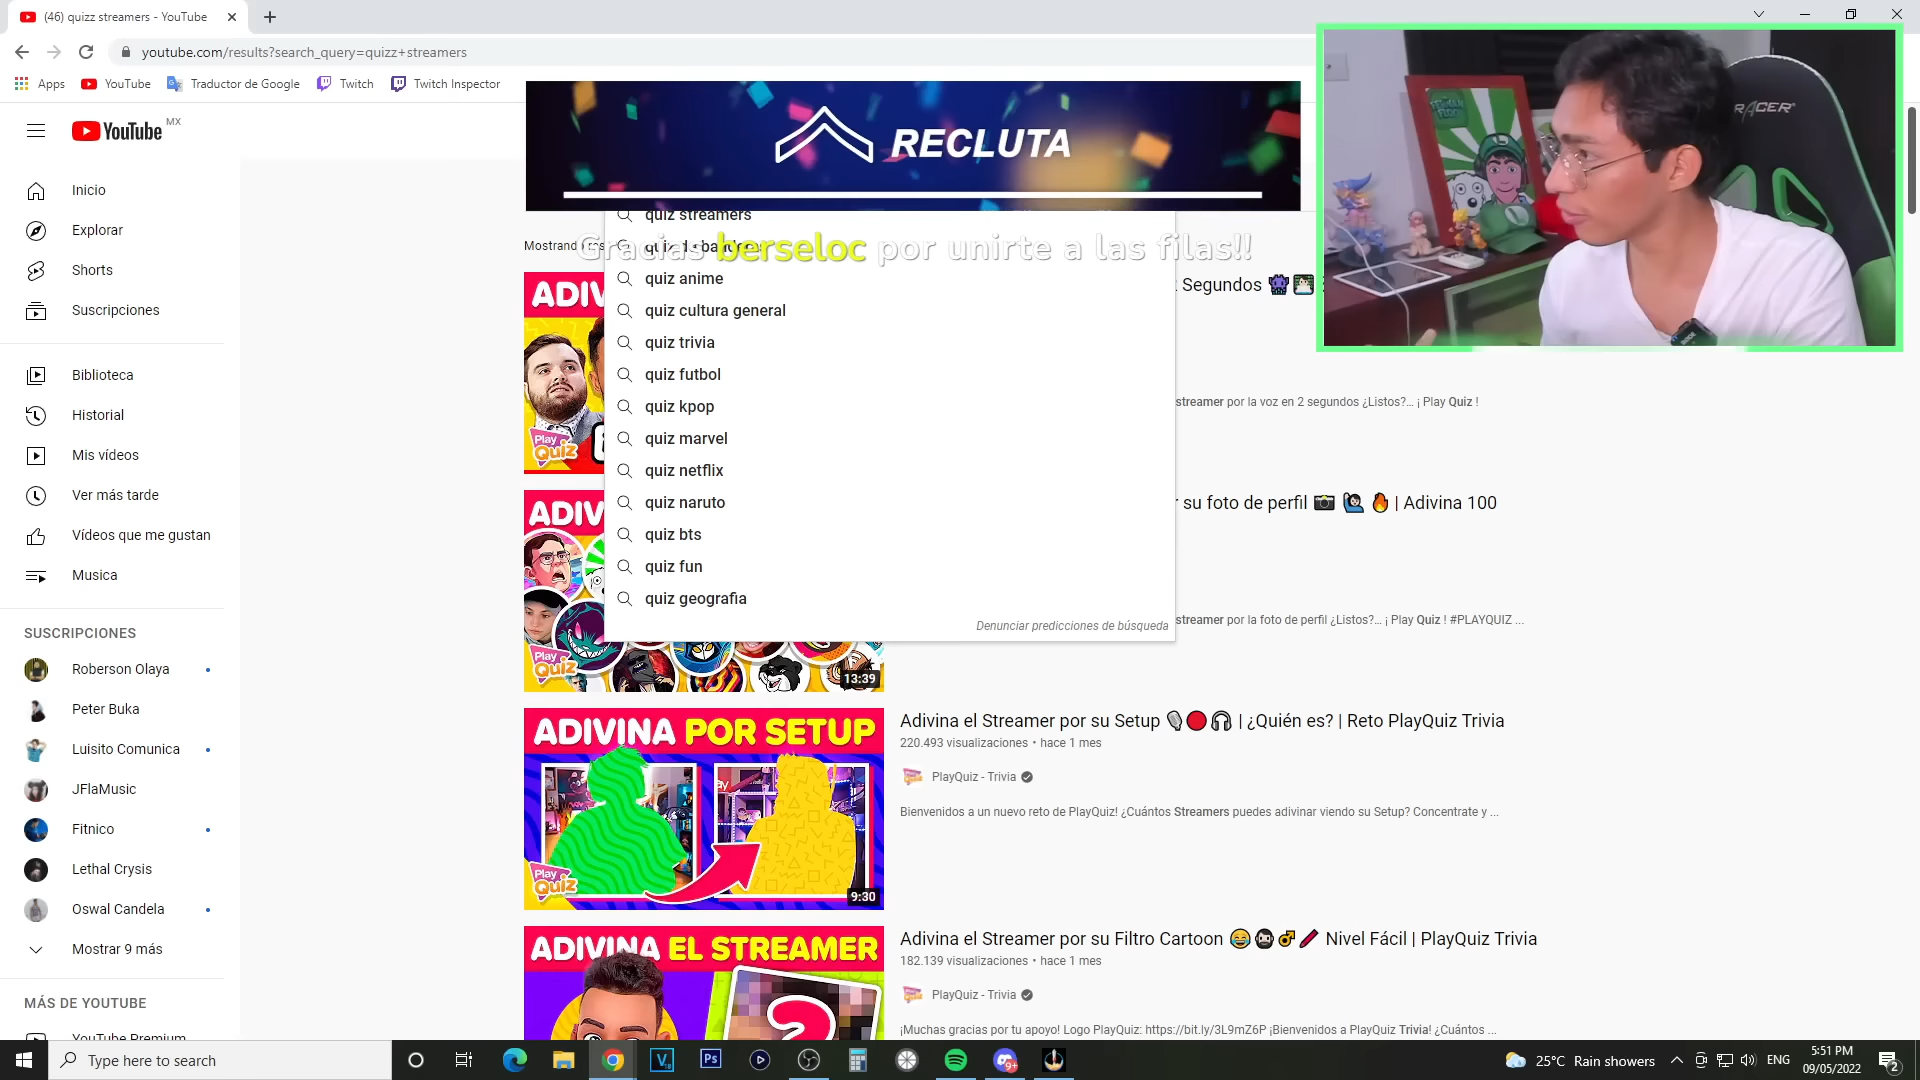 (46) quizz streamers - YouTube
youtube.com/results?search_query=quizz+streamers
Apps
YouTube
Traductor de Google
Twitch
Twitch Inspector
YouTube MX
RECLUTA
RACER
Gracias berseloc por unirte a las filas!!
Inicio
Explorar
Shorts
Suscripciones
Biblioteca
Historial
Mis vídeos
Ver más tarde
Vídeos que me gustan
Musica
SUSCRIPCIONES
Roberson Olaya
Peter Buka
Luisito Comunica
JFlaMusic
Fitnico
Lethal Crysis
Oswal Candela
Mostrar 9 más
MÁS DE YOUTUBE
YouTube Premium
quiz streamers
quiz anime
quiz cultura general
quiz trivia
quiz futbol
quiz kpop
quiz marvel
quiz netflix
quiz naruto
quiz bts
quiz fun
quiz geografia
Denunciar predicciones de búsqueda
ADIV
Play Quiz
Segundos
streamer por la voz en 2 segundos ¿Listos?… ¡ Play Quiz !
ADIV
Play Quiz
13:39
su foto de perfil | Adivina 100
streamer por la foto de perfil ¿Listos?… ¡ Play Quiz ! #PLAYQUIZ ...
ADIVINA POR SETUP
Play Quiz
9:30
Adivina el Streamer por su Setup | ¿Quién es? | Reto PlayQuiz Trivia
220.493 visualizaciones • hace 1 mes
PlayQuiz - Trivia
Bienvenidos a un nuevo reto de PlayQuiz! ¿Cuántos Streamers puedes adivinar viendo su Setup? Concentrate y ...
ADIVINA EL STREAMER
?
Adivina el Streamer por su Filtro Cartoon Nivel Fácil | PlayQuiz Trivia
182.139 visualizaciones • hace 1 mes
PlayQuiz - Trivia
¡Muchas gracias por tu apoyo! Logo PlayQuiz: https://bit.ly/3L9mZ6P ¡Bienvenidos a PlayQuiz Trivia! ¿Cuántos ...
Type here to search
Ps
9+
25°C Rain showers
ENG
5:51 PM
09/05/2022
2